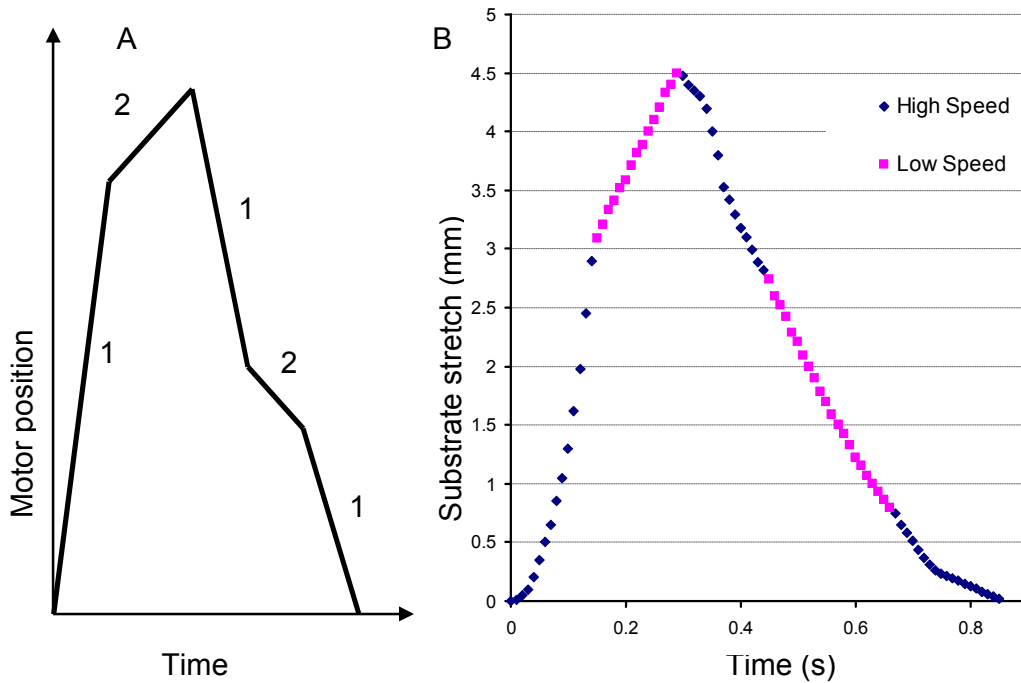 A
2
1
1
2
1
Motor position
Time
B
5
4.5
4
3.5
3
2.5
2
1.5
1
0.5
0
Substrate stretch (mm)
High Speed
Low Speed
0
0.2
0.4
0.6
0.8
Time (s)